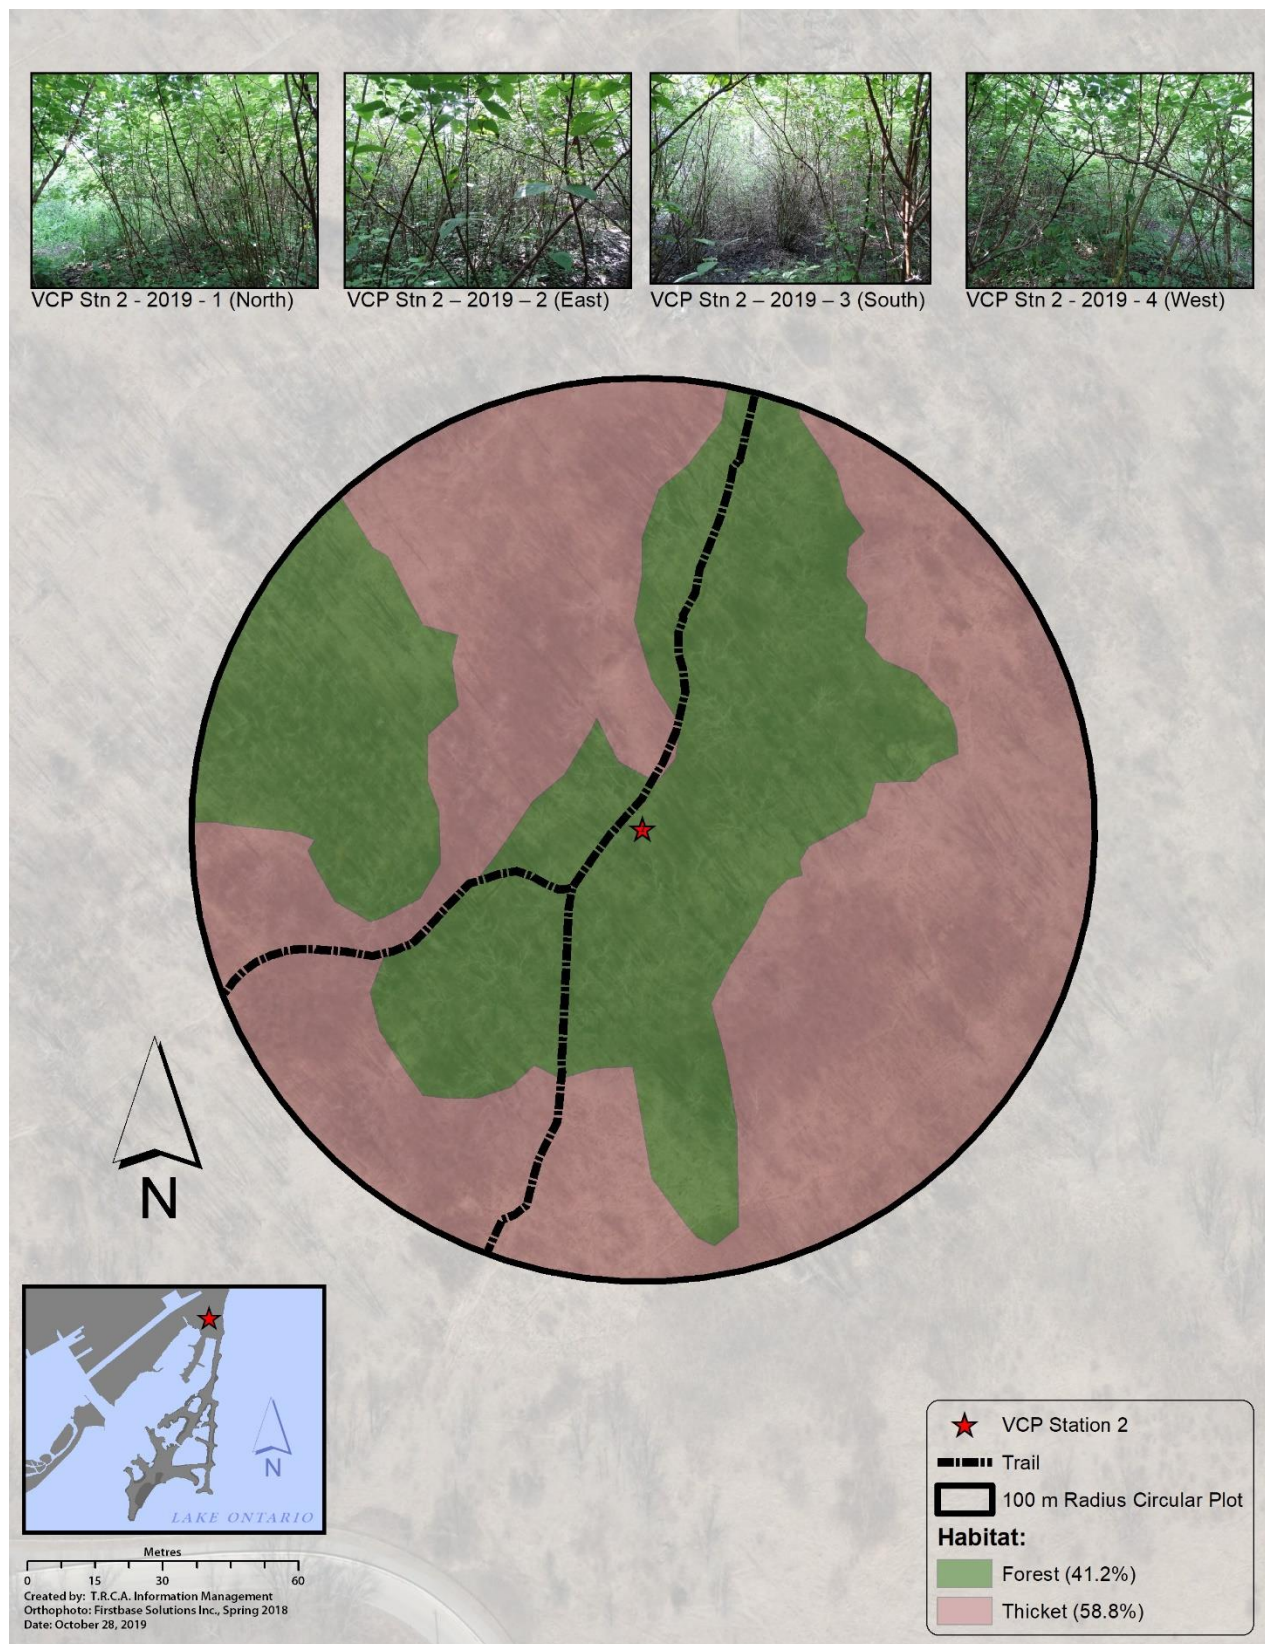 VCP Stn 2 - 2019 - 1 (North)
VCP Stn 2 – 2019 – 2 (East)
VCP Stn 2 – 2019 – 3 (South)
VCP Stn 2 - 2019 - 4 (West)
N
N
LAKE ONTARIO
Metres
0 15 30 60
Created by: T.R.C.A. Information Management
Orthophoto: Firstbase Solutions Inc., Spring 2018
Date: October 28, 2019
VCP Station 2
Trail
100 m Radius Circular Plot
Habitat:
Forest (41.2%)
Thicket (58.8%)